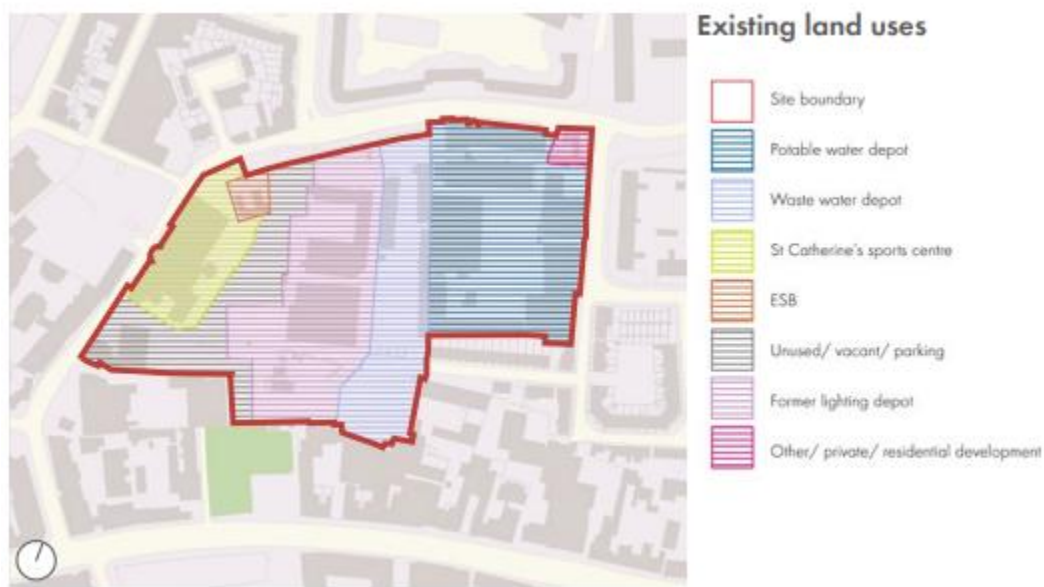 Existing land uses
Site boundary
Potable water depot
Waste water depot
St Catherine's sports centre
ESB
Unused/ vacant/ parking
Former lighting depot
Other/ private/ residential development